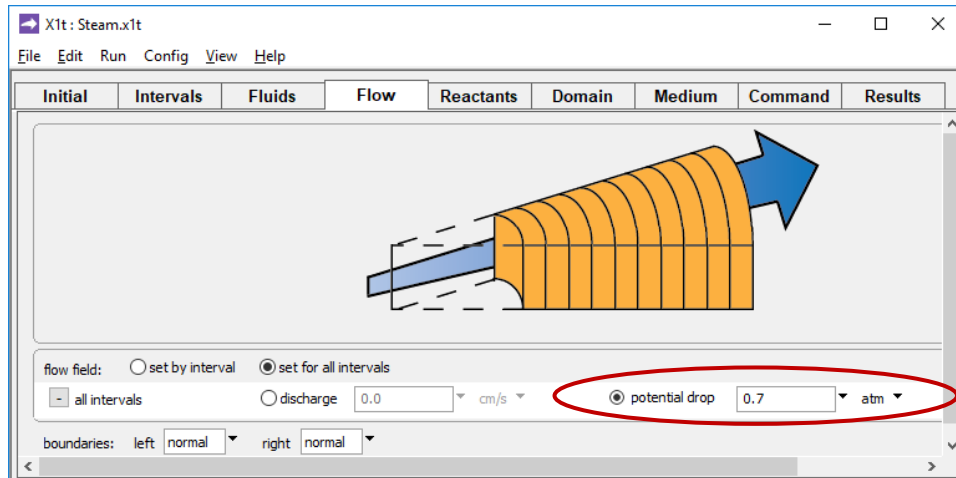 X1t : Steam.x1t
File Edit Run Config View Help
Initial Intervals Fluids Flow Reactants Domain Medium Command Results
flow field: set by interval set for all intervals
- all intervals discharge 0.0 cm/s potential drop 0.7 atm
boundaries: left normal right normal